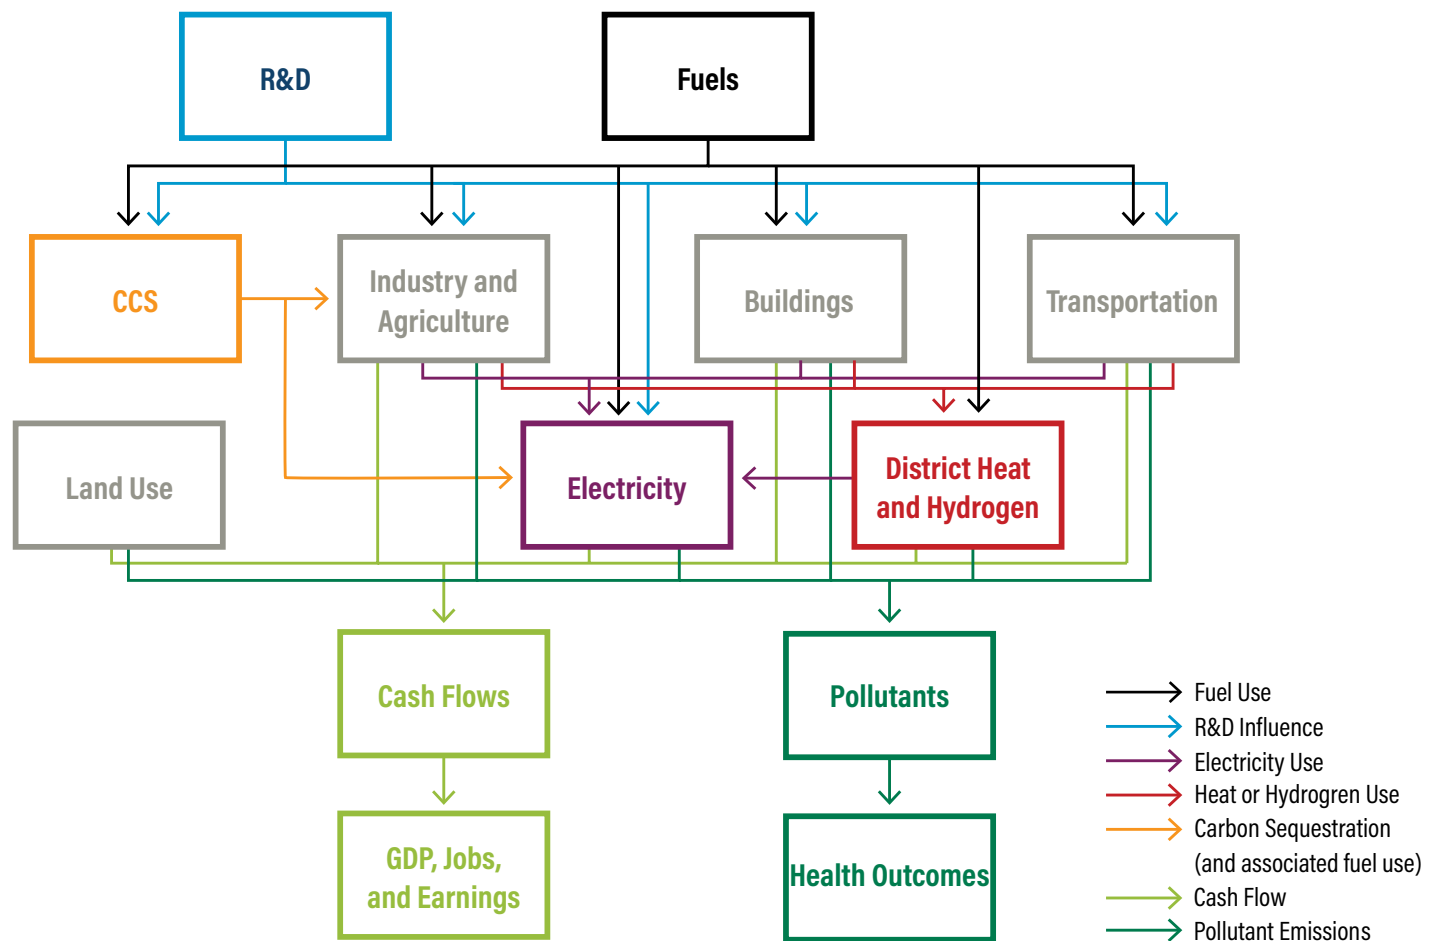 R&D
Fuels
CCS
Industry and
Agriculture
Buildings
Transportation
Land Use
Electricity
District Heat
and Hydrogen
Cash Flows
Pollutants
GDP, Jobs,
and Earnings
Health Outcomes
Fuel Use
R&D Influence
Electricity Use
Heat or Hydrogren Use
Carbon Sequestration
(and associated fuel use)
Cash Flow
Pollutant Emissions